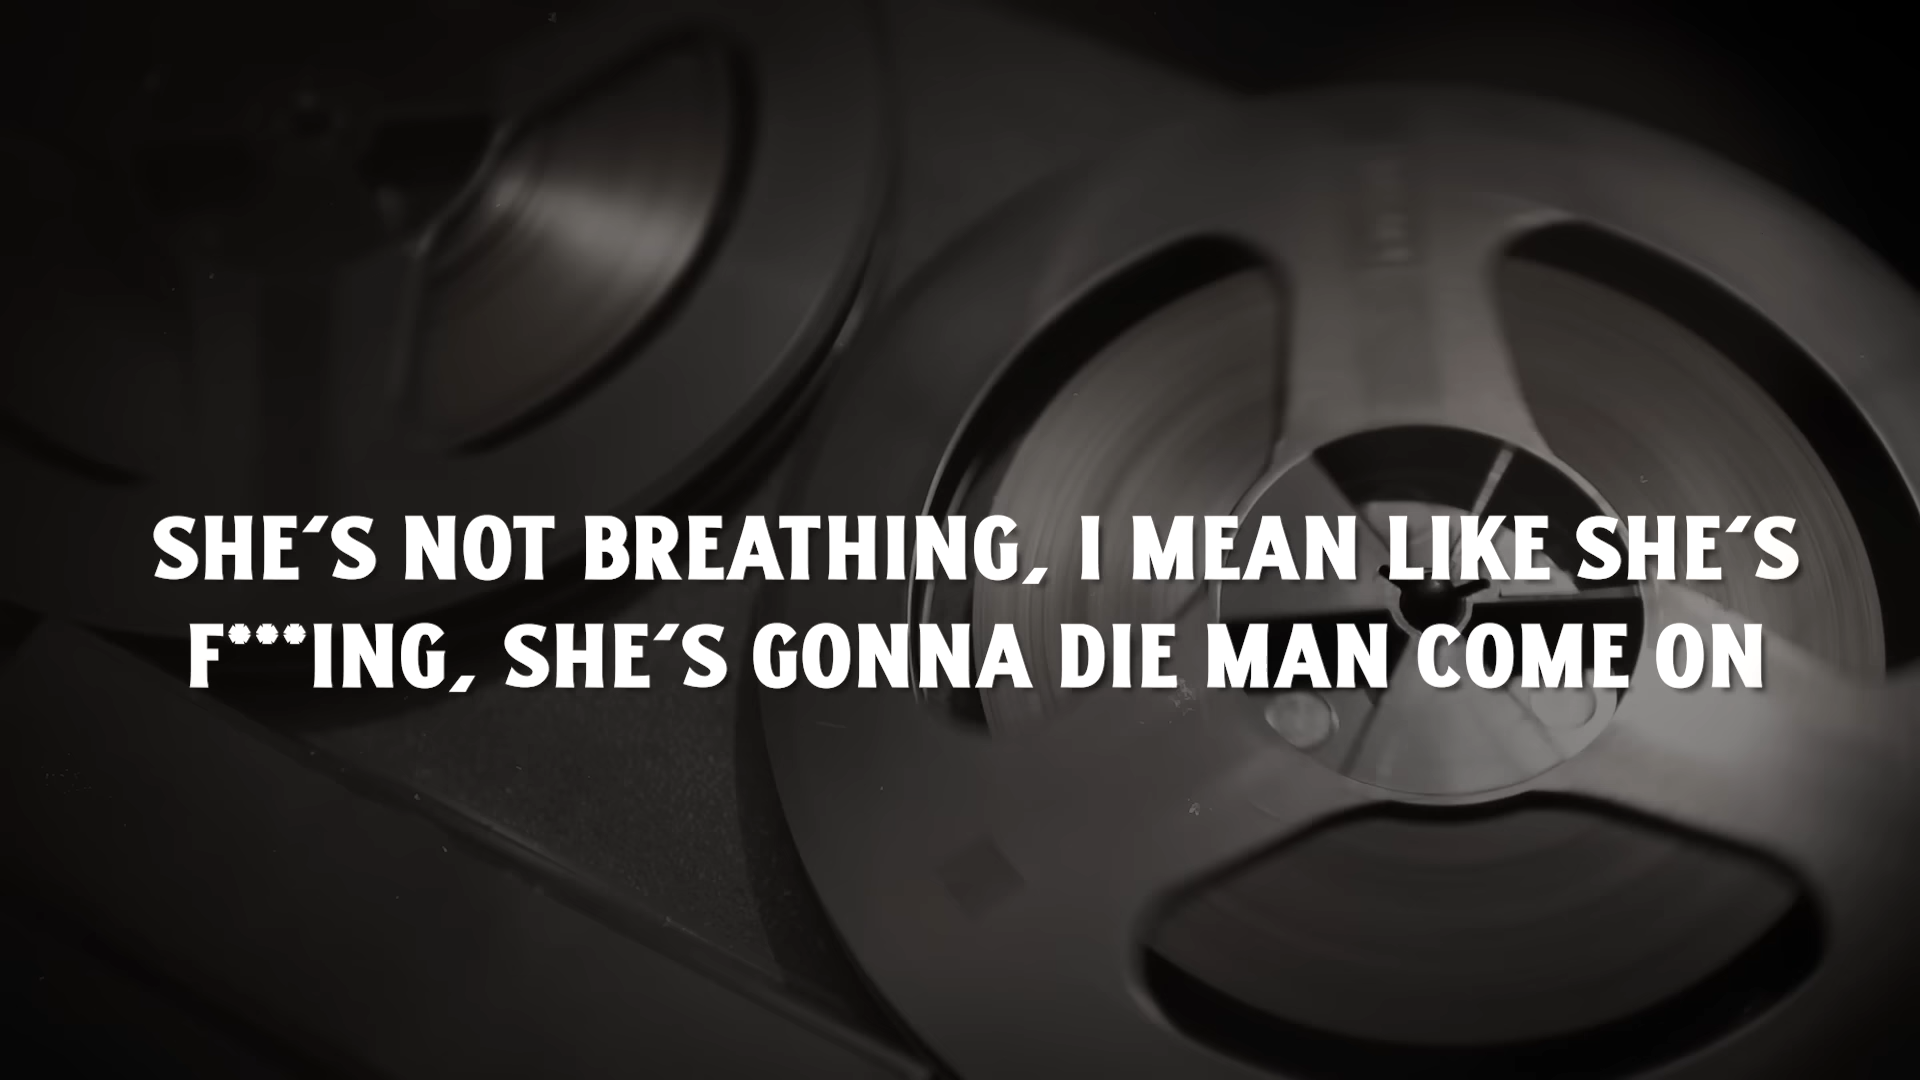 SHE'S NOT BREATHING, I MEAN LIKE SHE'S
F***ING, SHE'S GONNA DIE MAN COME ON